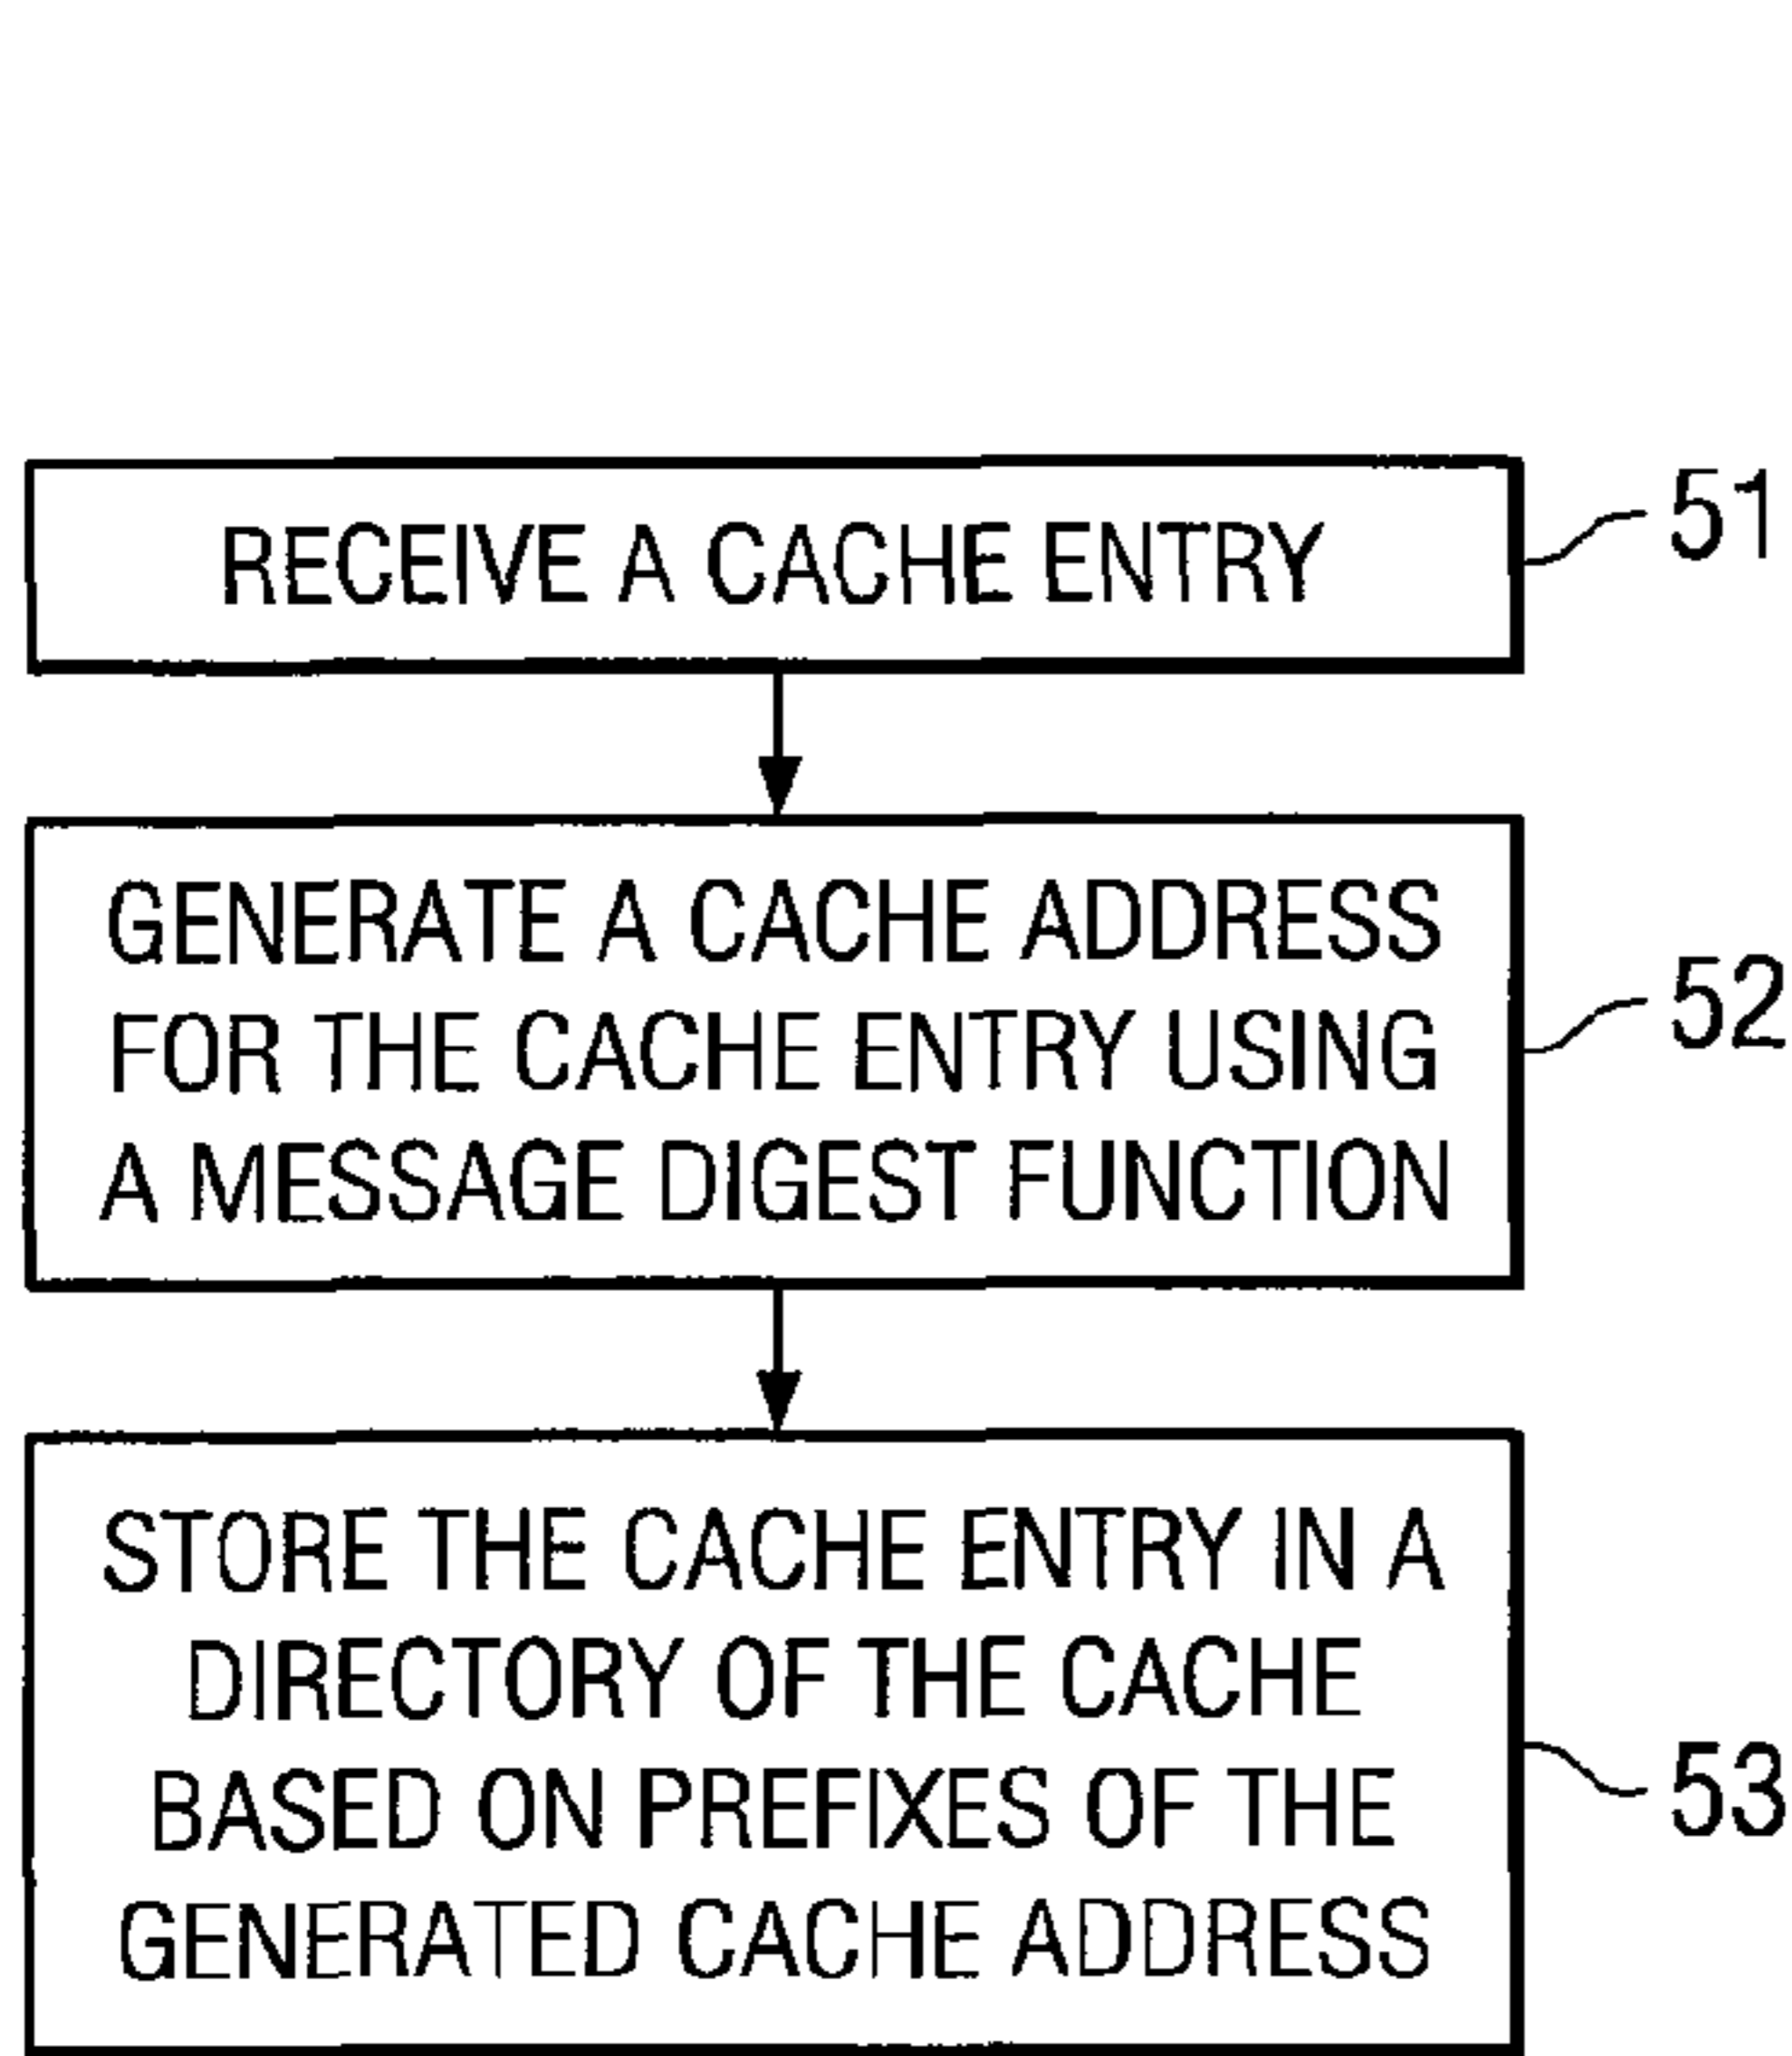 RECEIVE A CACHE ENTRY
51
GENERATE A CACHE ADDRESS
FOR THE CACHE ENTRY USING
A MESSAGE DIGEST FUNCTION
52
STORE THE CACHE ENTRY IN A
DIRECTORY OF THE CACHE
BASED ON PREFIXES OF THE
GENERATED CACHE ADDRESS
53